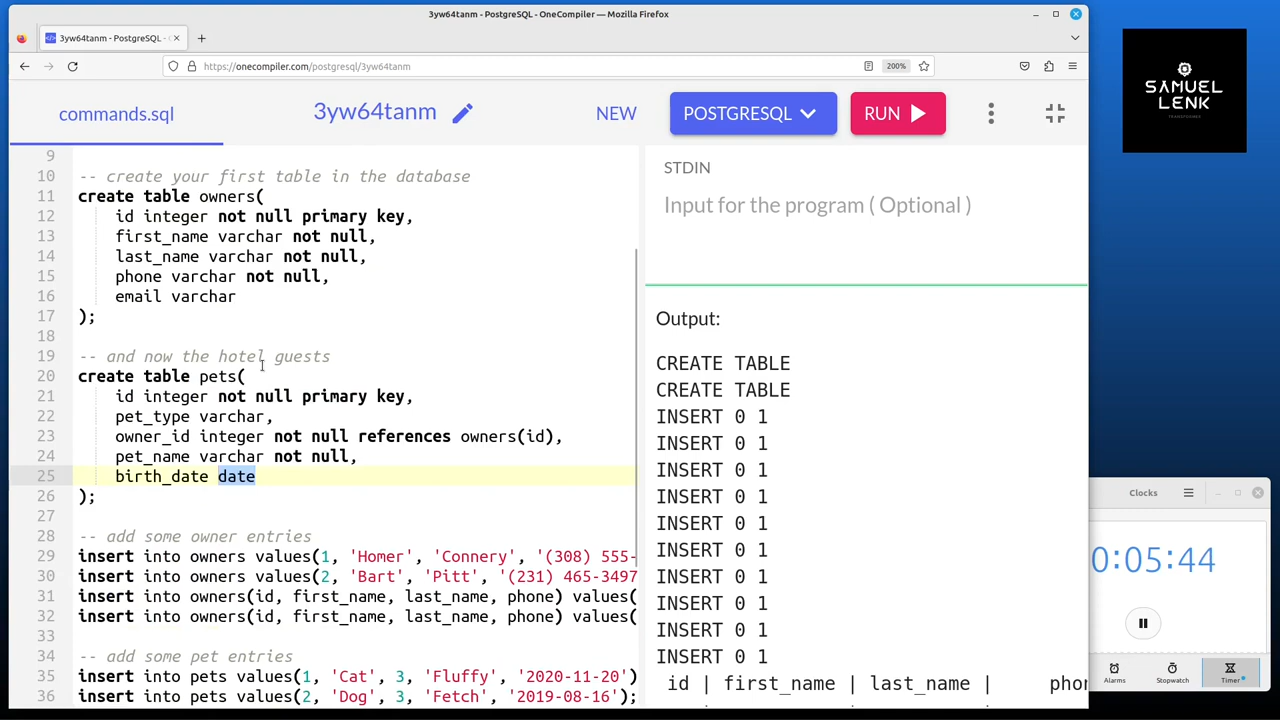 3yw64tanm - PostgreSQL - OneCompiler — Mozilla Firefox
3yw64tanm - PostgreSQL -
https://onecompiler.com/postgresql/3yw64tanm
200%
commands.sql
3yw64tanm
NEW
POSTGRESQL
RUN
9
10 -- create your first table in the database
11 create table owners(
12 id integer not null primary key,
13 first_name varchar not null,
14 last_name varchar not null,
15 phone varchar not null,
16 email varchar
17 );
18
19 -- and now the hotel guests
20 create table pets(
21 id integer not null primary key,
22 pet_type varchar,
23 owner_id integer not null references owners(id),
24 pet_name varchar not null,
25 birth_date date
26 );
27
28 -- add some owner entries
29 insert into owners values(1, 'Homer', 'Connery', '(308) 555-
30 insert into owners values(2, 'Bart', 'Pitt', '(231) 465-3497
31 insert into owners(id, first_name, last_name, phone) values(
32 insert into owners(id, first_name, last_name, phone) values(
33
34 -- add some pet entries
35 insert into pets values(1, 'Cat', 3, 'Fluffy', '2020-11-20')
36 insert into pets values(2, 'Dog', 3, 'Fetch', '2019-08-16');
STDIN
Input for the program ( Optional )
Output:
CREATE TABLE
CREATE TABLE
INSERT 0 1
INSERT 0 1
INSERT 0 1
INSERT 0 1
INSERT 0 1
INSERT 0 1
INSERT 0 1
INSERT 0 1
INSERT 0 1
INSERT 0 1
id | first_name | last_name | phon
SAMUEL
LENK
Clocks
0:05:44
Alarms
Stopwatch
Timer